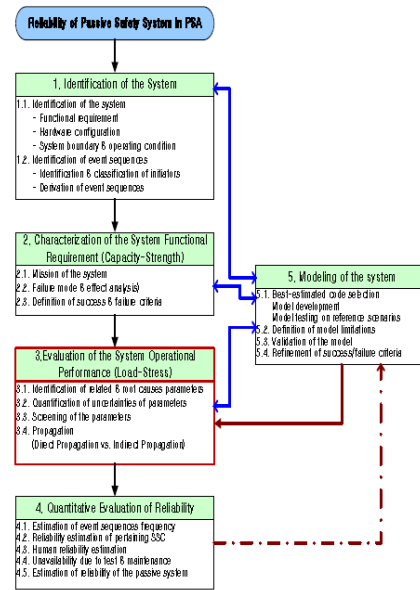 Reliability of Passive Safety System in PSA
1. Identification of the System
1.1. Identification of the system
- Functional requirement
- Hardware configuration
- System boundary & operating condition
1.2. Identification of event sequences
- Identification & classification of initiators
- Derivation of event sequences
2. Characterization of the System Functional
Requirement (Capacity-Strength)
2.1. Mission of the system
2.2. Failure mode & effect analysis)
2.3. Definition of success & failure criteria
3.Evaluation of the System Operational
Performance (Load-Stress)
3.1. Identification of related & root causes parameters
3.2. Quantification of uncertainties of parameters
3.3. Screening of the parameters
3.4. Propagation
(Direct Propagation vs. Indirect Propagation)
4. Quantitative Evaluation of Reliability
4.1. Estimation of event sequences frequency
4.2. Reliability estimation of pertaining SSC
4.3. Human reliability estimation
4.4. Unavailability due to test & maintenance
4.5. Estimation of reliability of the passive system
5. Modeling of the system
5.1. Best-estimated code selection
Model development
Model testing on reference scenarios
5.2. Definition of model limitations
5.3. Validation of the model
5.4. Refinement of success/failure criteria